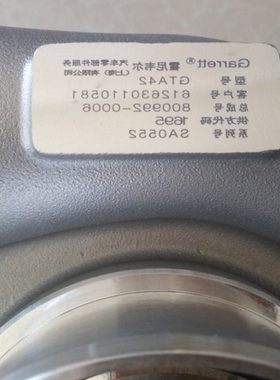 Garrett® 霍尼韦尔 汽车零部件服务
(上海)有限公司
型号 GTA42
客户号 612630110581
总成号 800992-0006
供方代码 1695
系列号 SA0552